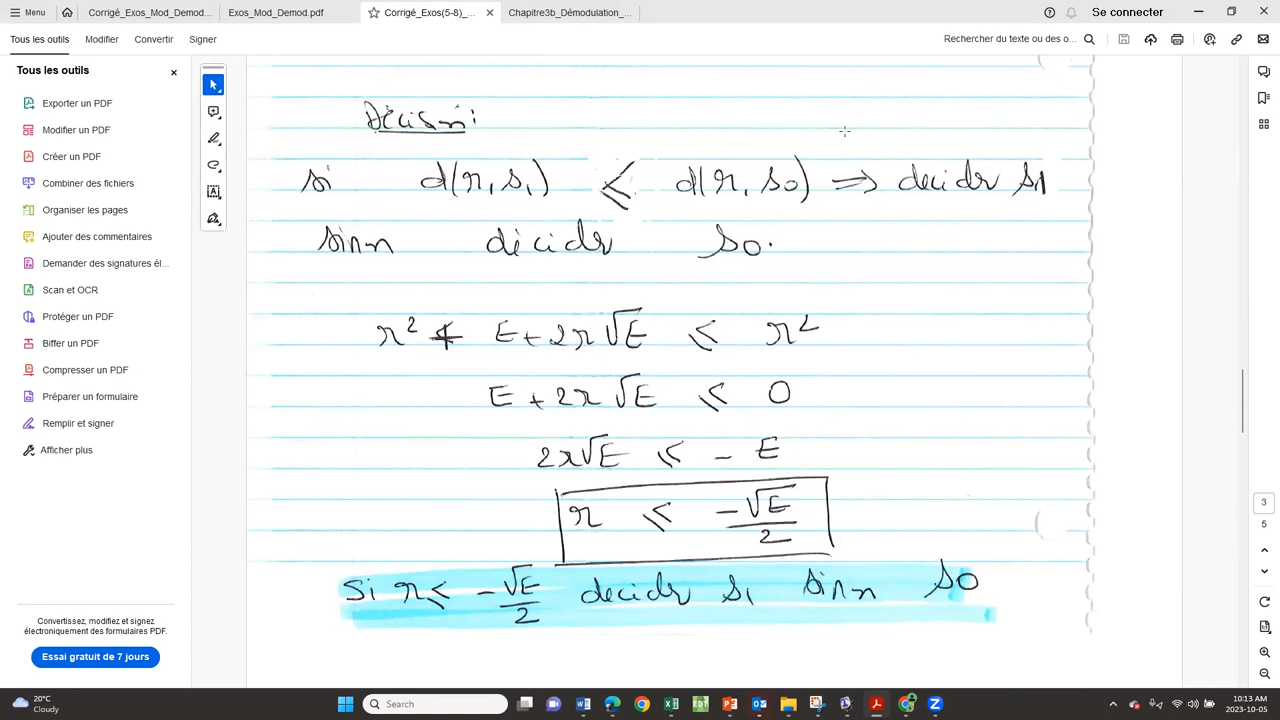 Menu
Corrigé_Exos_Mod_Demod...
Exos_Mod_Demod.pdf
Corrigé_Exos(5-8)_...
Chapitre3b_Démodulation_...
Se connecter
Tous les outils
Modifier
Convertir
Signer
Rechercher du texte ou des o...
Tous les outils
Exporter un PDF
Modifier un PDF
Créer un PDF
Combiner des fichiers
Organiser les pages
Ajouter des commentaires
Demander des signatures él...
Scan et OCR
Protéger un PDF
Biffer un PDF
Compresser un PDF
Préparer un formulaire
Remplir et signer
Afficher plus
Convertissez, modifiez et signez
électroniquement des formulaires PDF.
Essai gratuit de 7 jours
Décision:
si d(r, s1) ≤ d(r, s0) ⇒ decider s1
sinon décider s0.
r² + E + 2r√E ≤ r²
E + 2r√E ≤ 0
2r√E ≤ - E
r ≤ -√E/2
Si r ≤ -√E/2 decider s1 sinon s0
3
5
20°C
Cloudy
Search
10:13 AM
2023-10-05